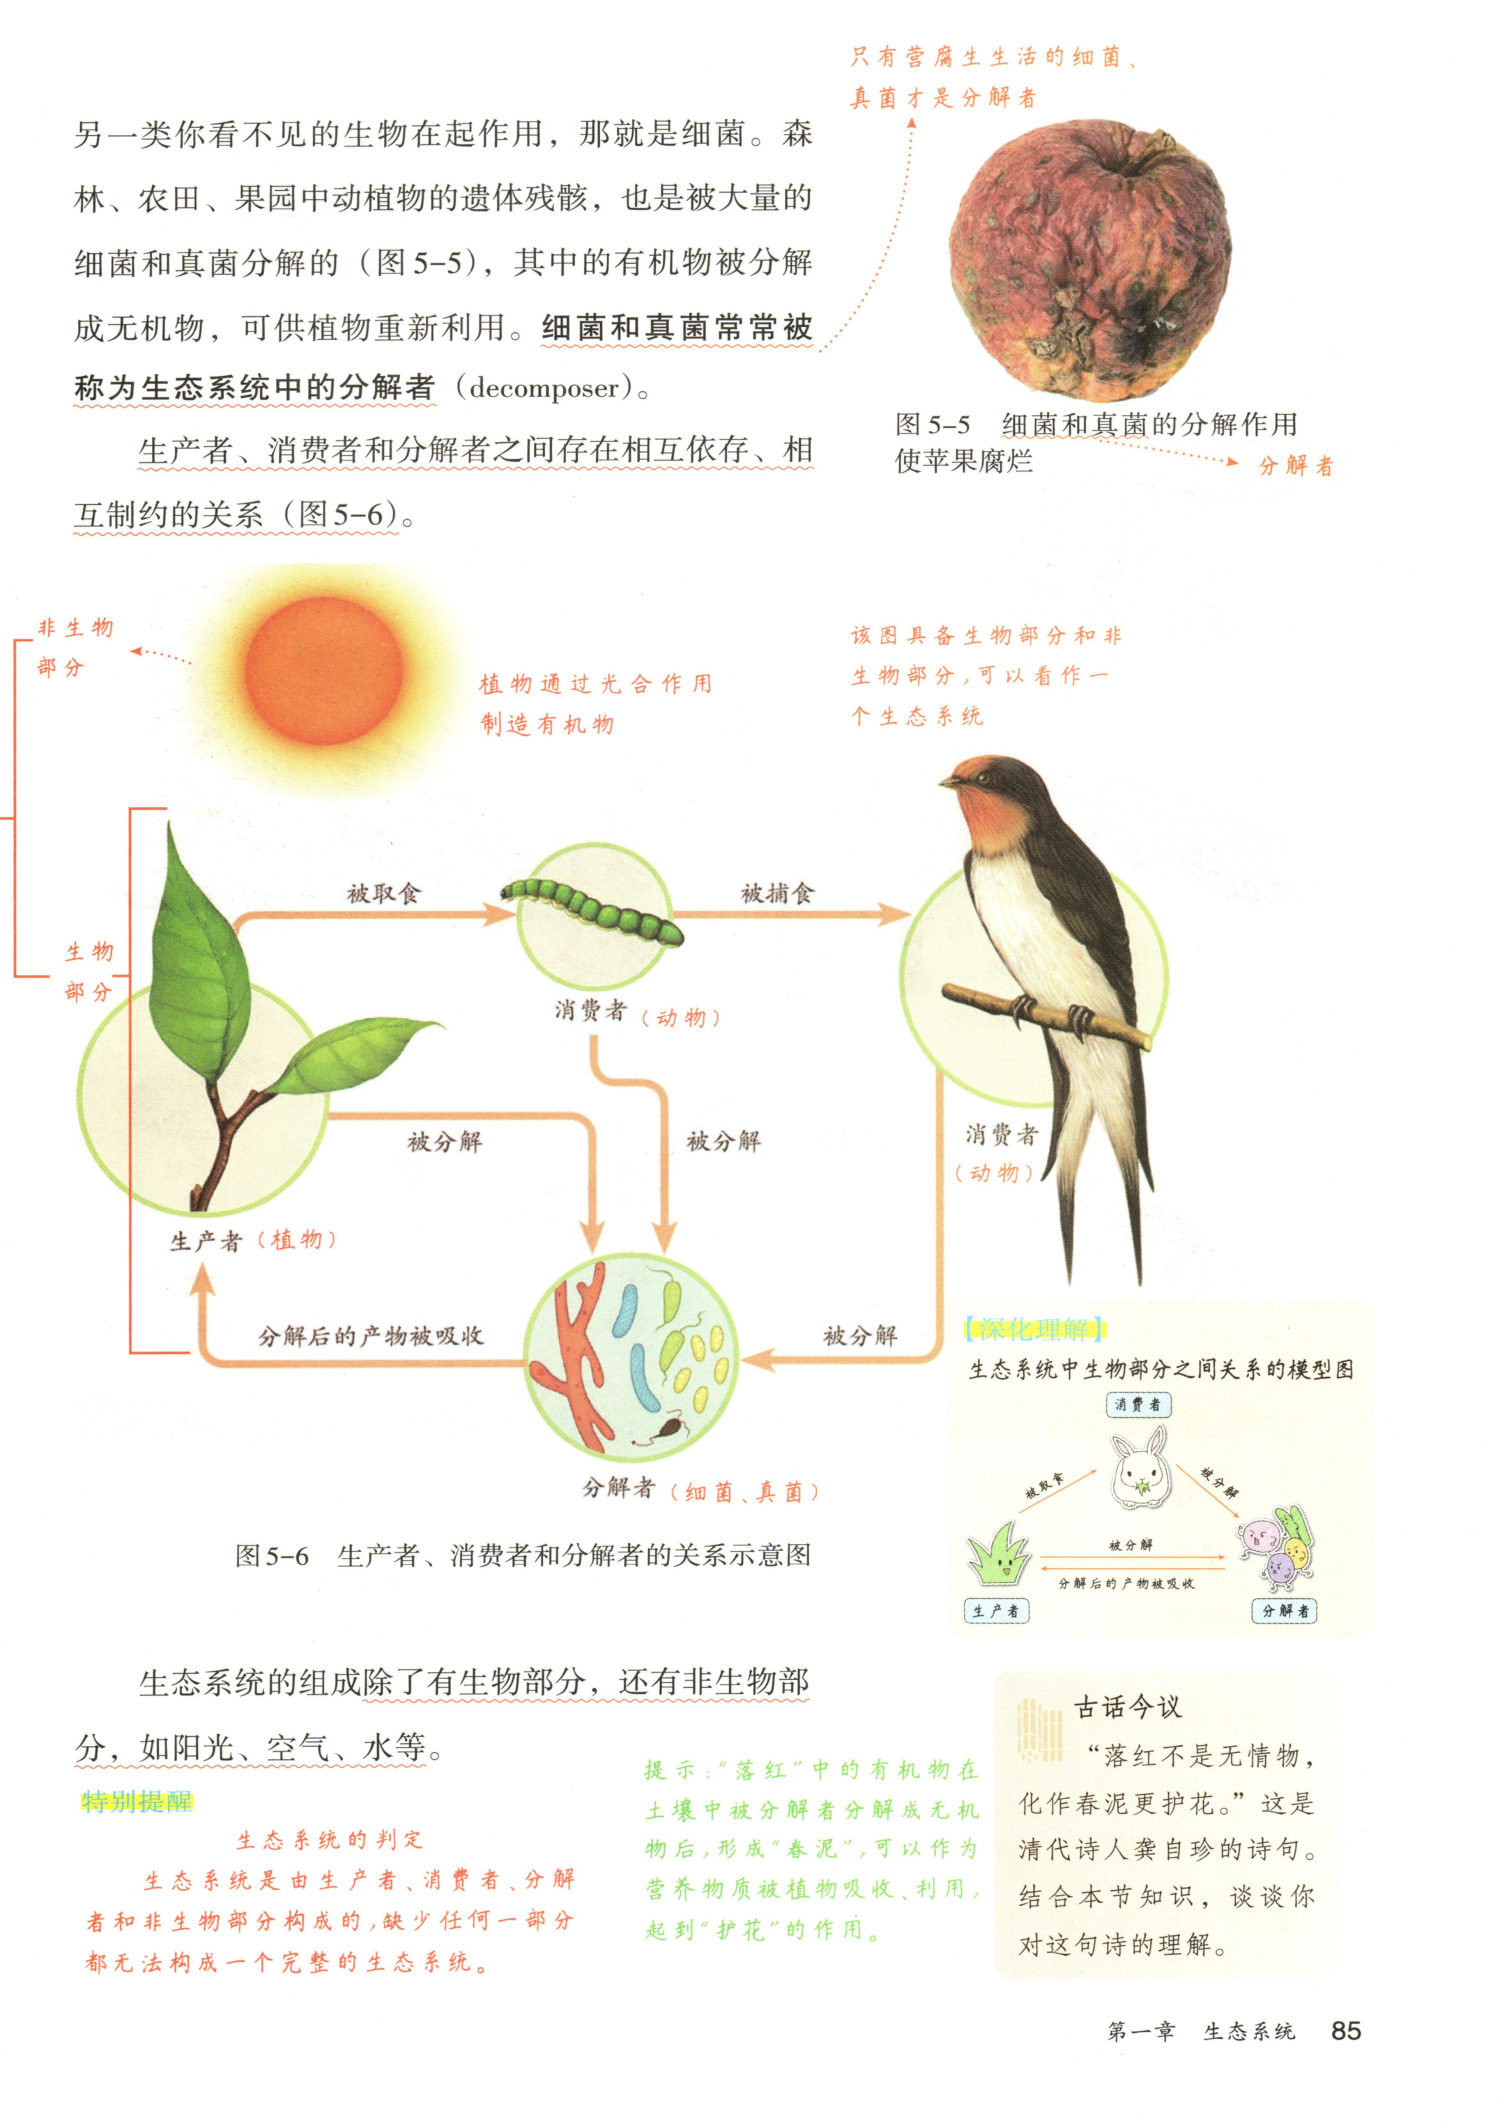 只有营腐生生活的细菌、
真菌才是分解者
另一类你看不见的生物在起作用，那就是细菌。森
林、农田、果园中动植物的遗体残骸，也是被大量的
细菌和真菌分解的（图5-5），其中的有机物被分解
成无机物，可供植物重新利用。细菌和真菌常常被
称为生态系统中的分解者（decomposer）。
生产者、消费者和分解者之间存在相互依存、相
互制约的关系（图5-6）。
图5-5 细菌和真菌的分解作用
使苹果腐烂
分解者
非生物
部分
植物通过光合作用
制造有机物
该图具备生物部分和非
生物部分，可以看作一
个生态系统
生物
部分
被取食
被捕食
消费者（动物）
被分解
被分解
消费者
（动物）
生产者（植物）
分解后的产物被吸收
被分解
分解者（细菌、真菌）
图5-6 生产者、消费者和分解者的关系示意图
【深化理解】
生态系统中生物部分之间关系的模型图
消费者
被取食
被分解
被分解
分解后的产物被吸收
生产者
分解者
生态系统的组成除了有生物部分，还有非生物部
分，如阳光、空气、水等。
特别提醒
生态系统的判定
生态系统是由生产者、消费者、分解
者和非生物部分构成的，缺少任何一部分
都无法构成一个完整的生态系统。
提示：“落红”中的有机物在
土壤中被分解者分解成无机
物后，形成“春泥”，可以作为
营养物质被植物吸收、利用，
起到“护花”的作用。
古话今议
“落红不是无情物，
化作春泥更护花。”这是
清代诗人龚自珍的诗句。
结合本节知识，谈谈你
对这句诗的理解。
第一章 生态系统 85